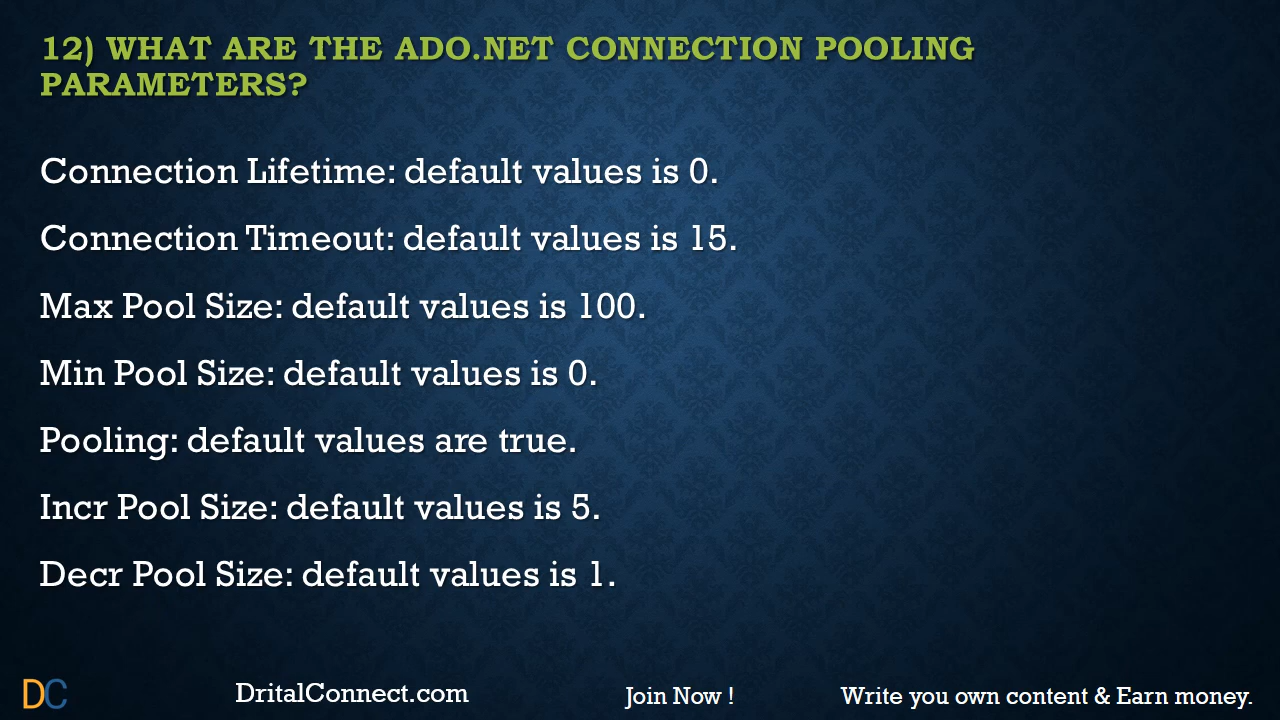 12) WHAT ARE THE ADO.NET CONNECTION POOLING
PARAMETERS?
Connection Lifetime: default values is 0.
Connection Timeout: default values is 15.
Max Pool Size: default values is 100.
Min Pool Size: default values is 0.
Pooling: default values are true.
Incr Pool Size: default values is 5.
Decr Pool Size: default values is 1.
DC DritalConnect.com Join Now ! Write you own content & Earn money.